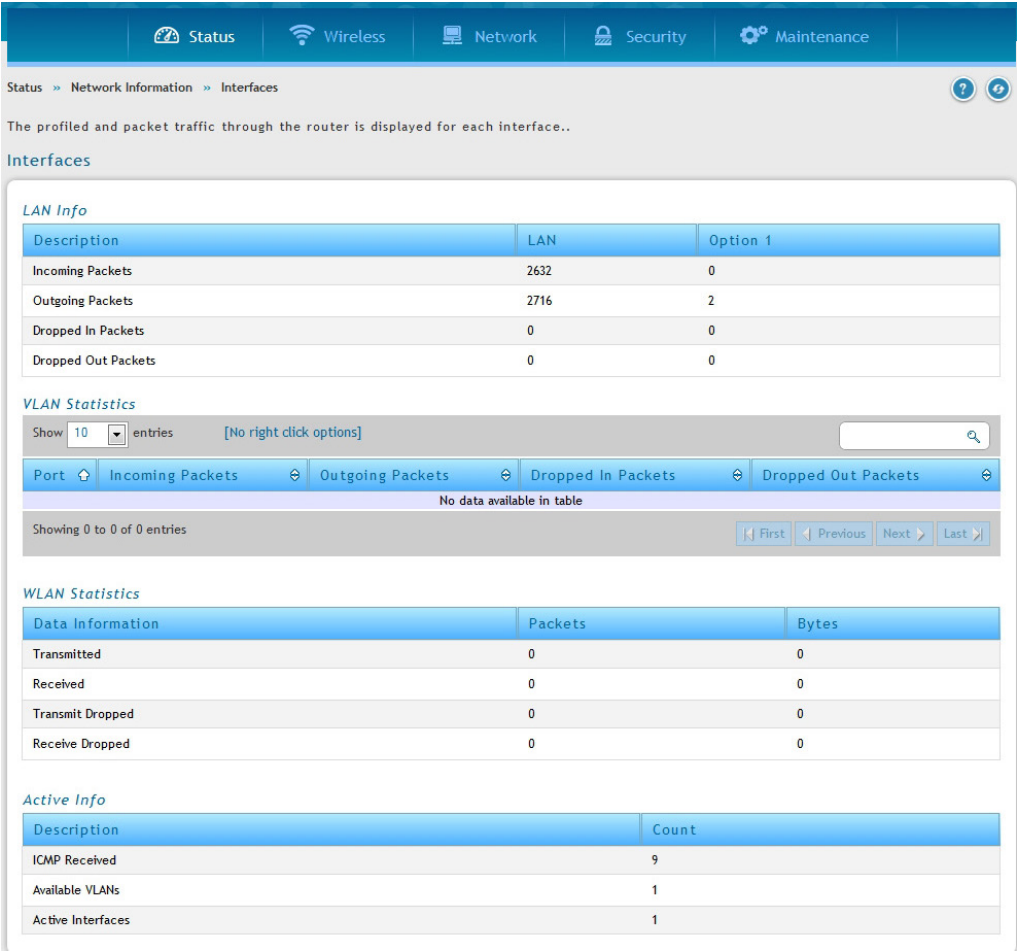 Status Wireless Network Security Maintenance
Status » Network Information » Interfaces
The profiled and packet traffic through the router is displayed for each interface..
Interfaces
LAN Info
Description LAN Option 1
Incoming Packets 2632 0
Outgoing Packets 2716 2
Dropped In Packets 0 0
Dropped Out Packets 0 0
VLAN Statistics
Show 10 entries [No right click options]
Port Incoming Packets Outgoing Packets Dropped In Packets Dropped Out Packets
No data available in table
Showing 0 to 0 of 0 entries First Previous Next Last
WLAN Statistics
Data Information Packets Bytes
Transmitted 0 0
Received 0 0
Transmit Dropped 0 0
Receive Dropped 0 0
Active Info
Description Count
ICMP Received 9
Available VLANs 1
Active Interfaces 1